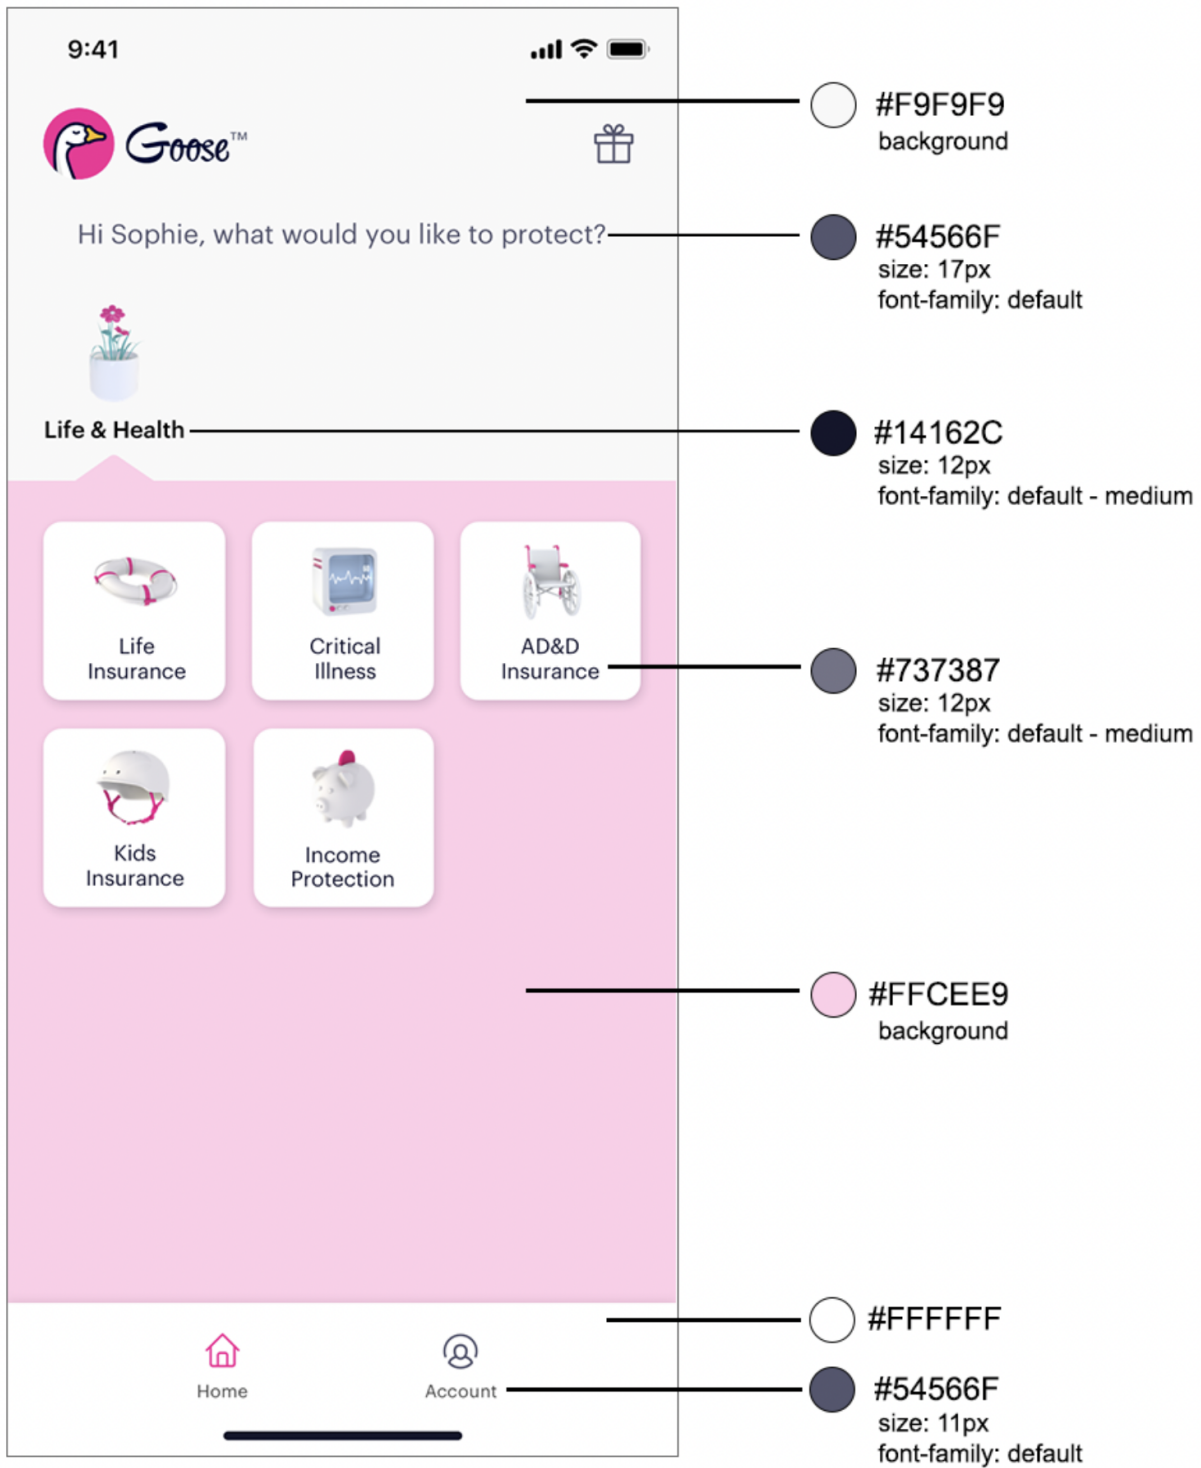 9:41
Goose™
Hi Sophie, what would you like to protect?
Life & Health
Life
Insurance
Critical
Illness
AD&D
Insurance
Kids
Insurance
Income
Protection
Home
Account
#F9F9F9
background
#54566F
size: 17px
font-family: default
#14162C
size: 12px
font-family: default - medium
#737387
size: 12px
font-family: default - medium
#FFCEE9
background
#FFFFFF
#54566F
size: 11px
font-family: default